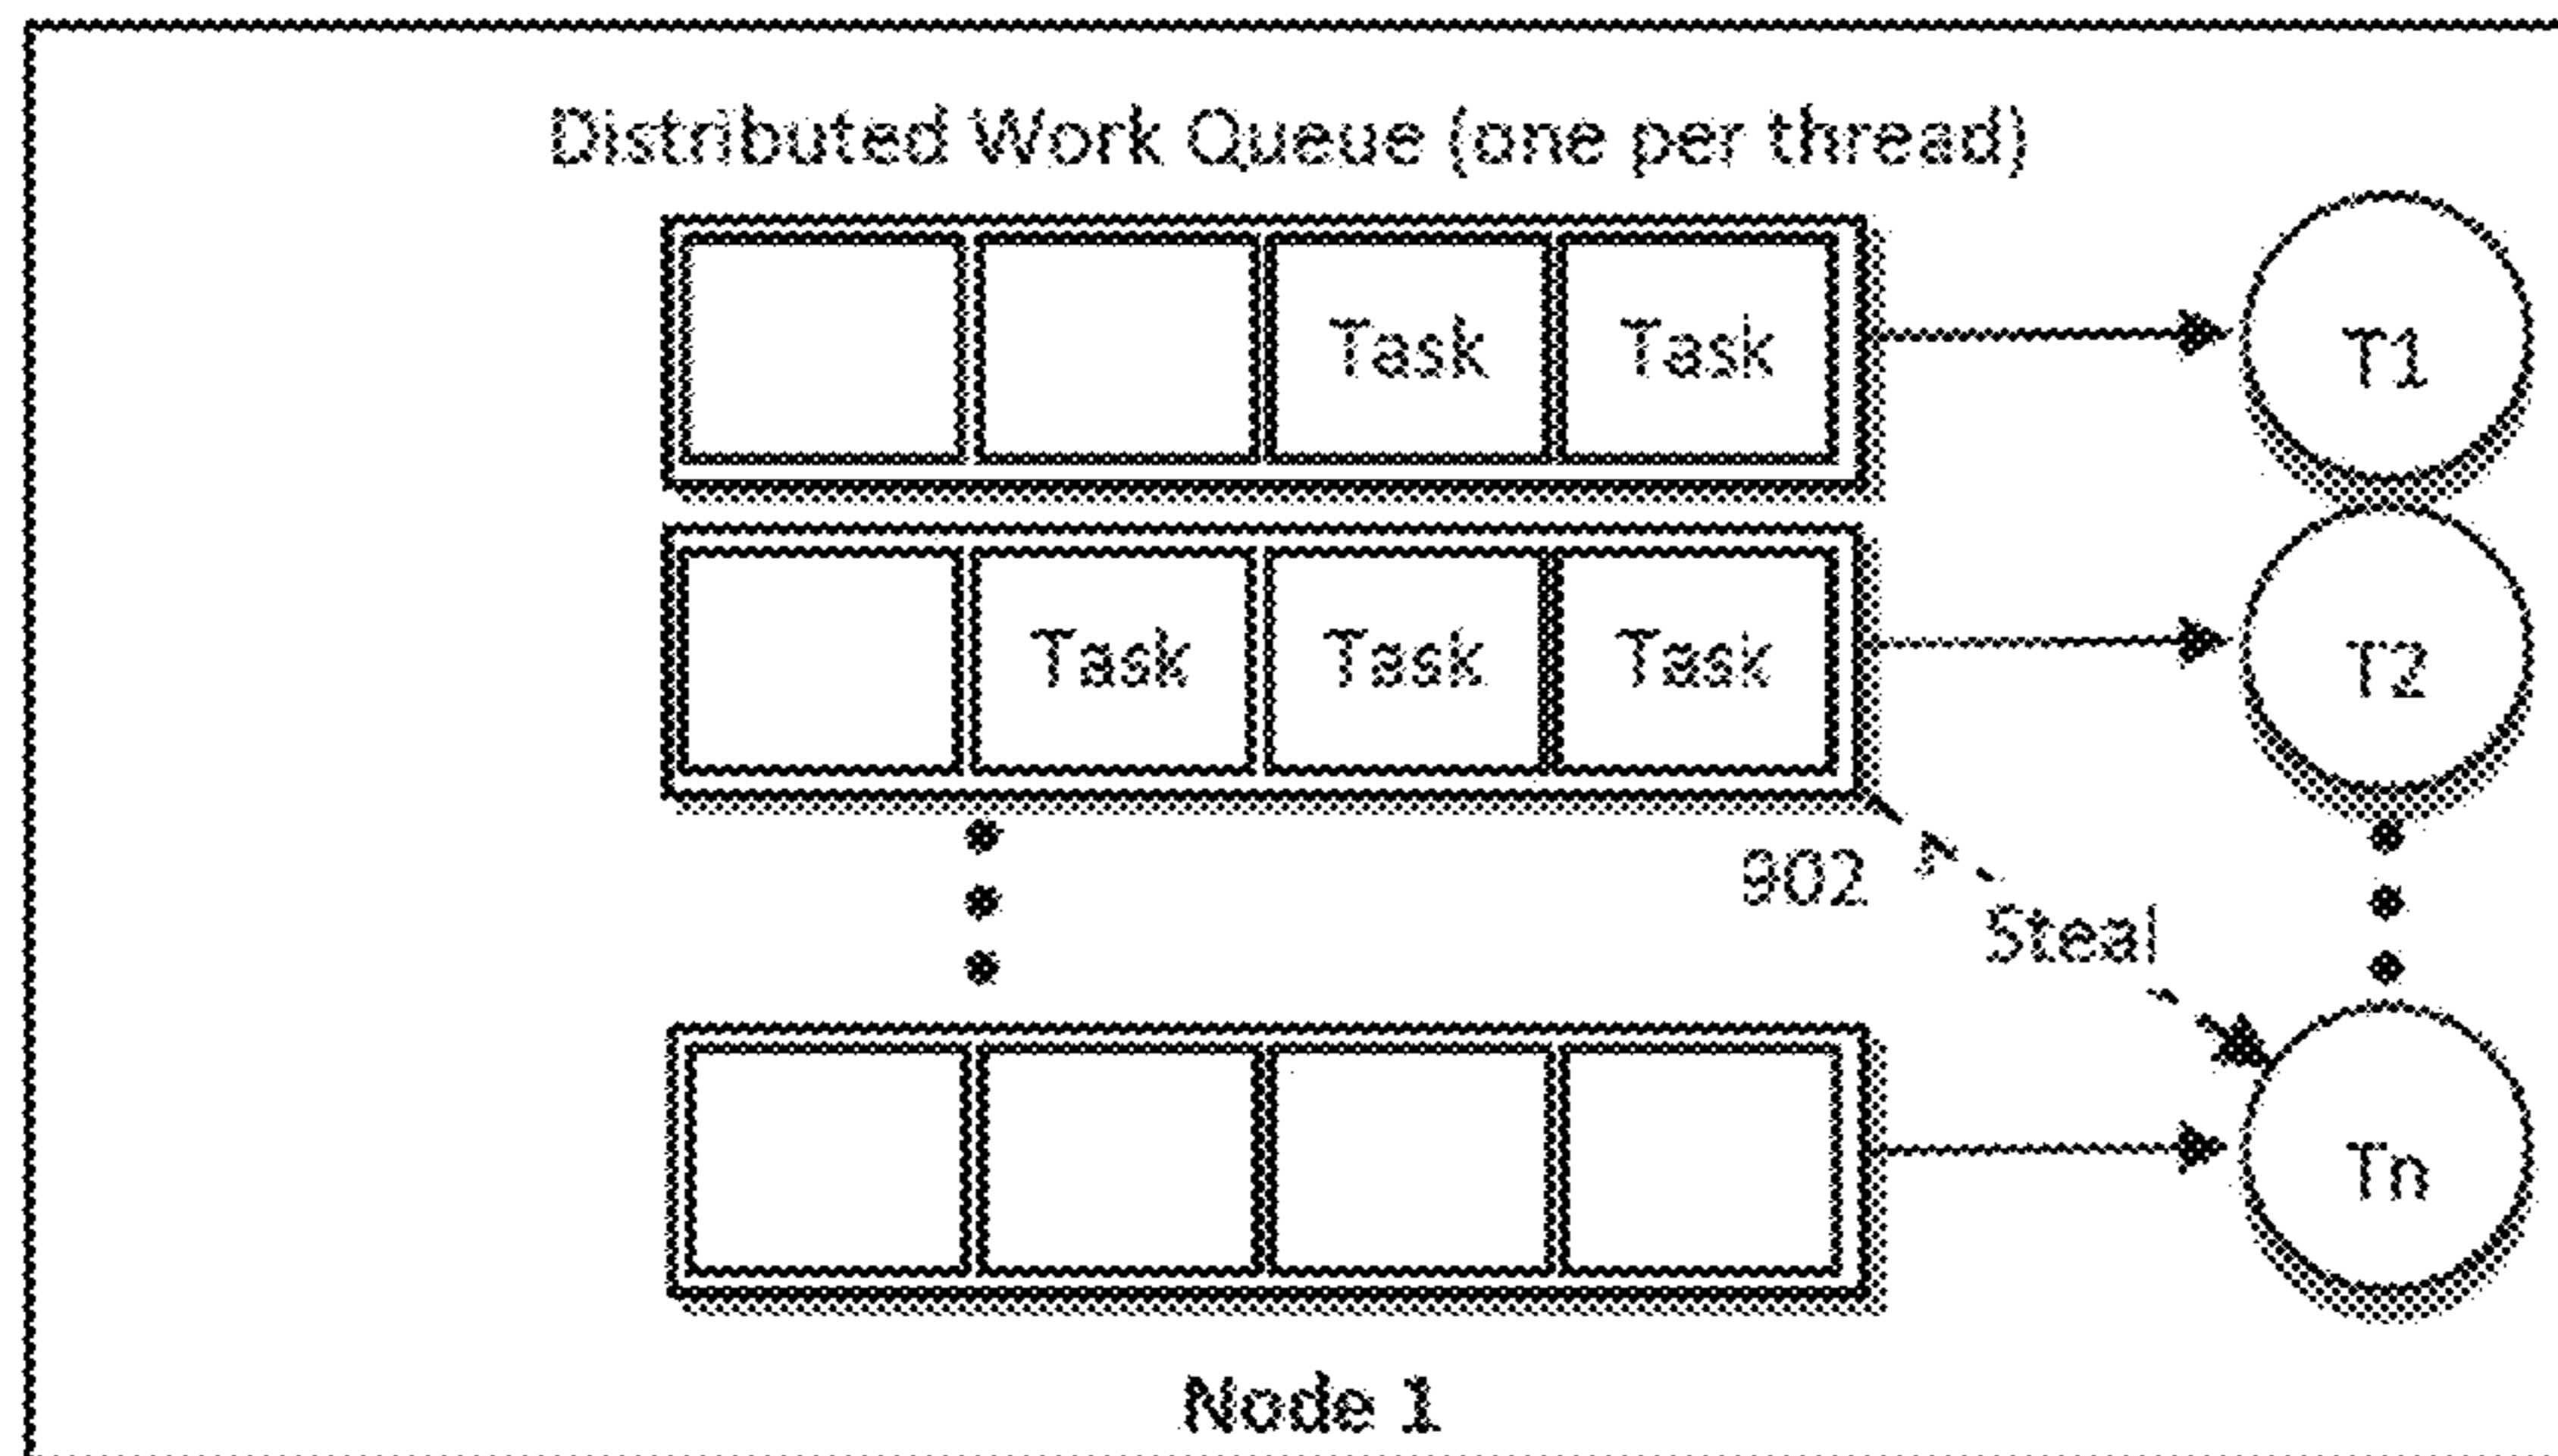 Distributed Work Queue (one per thread)
Task Task T1
Task Task Task T2
902
Steal
Tn
Node 1